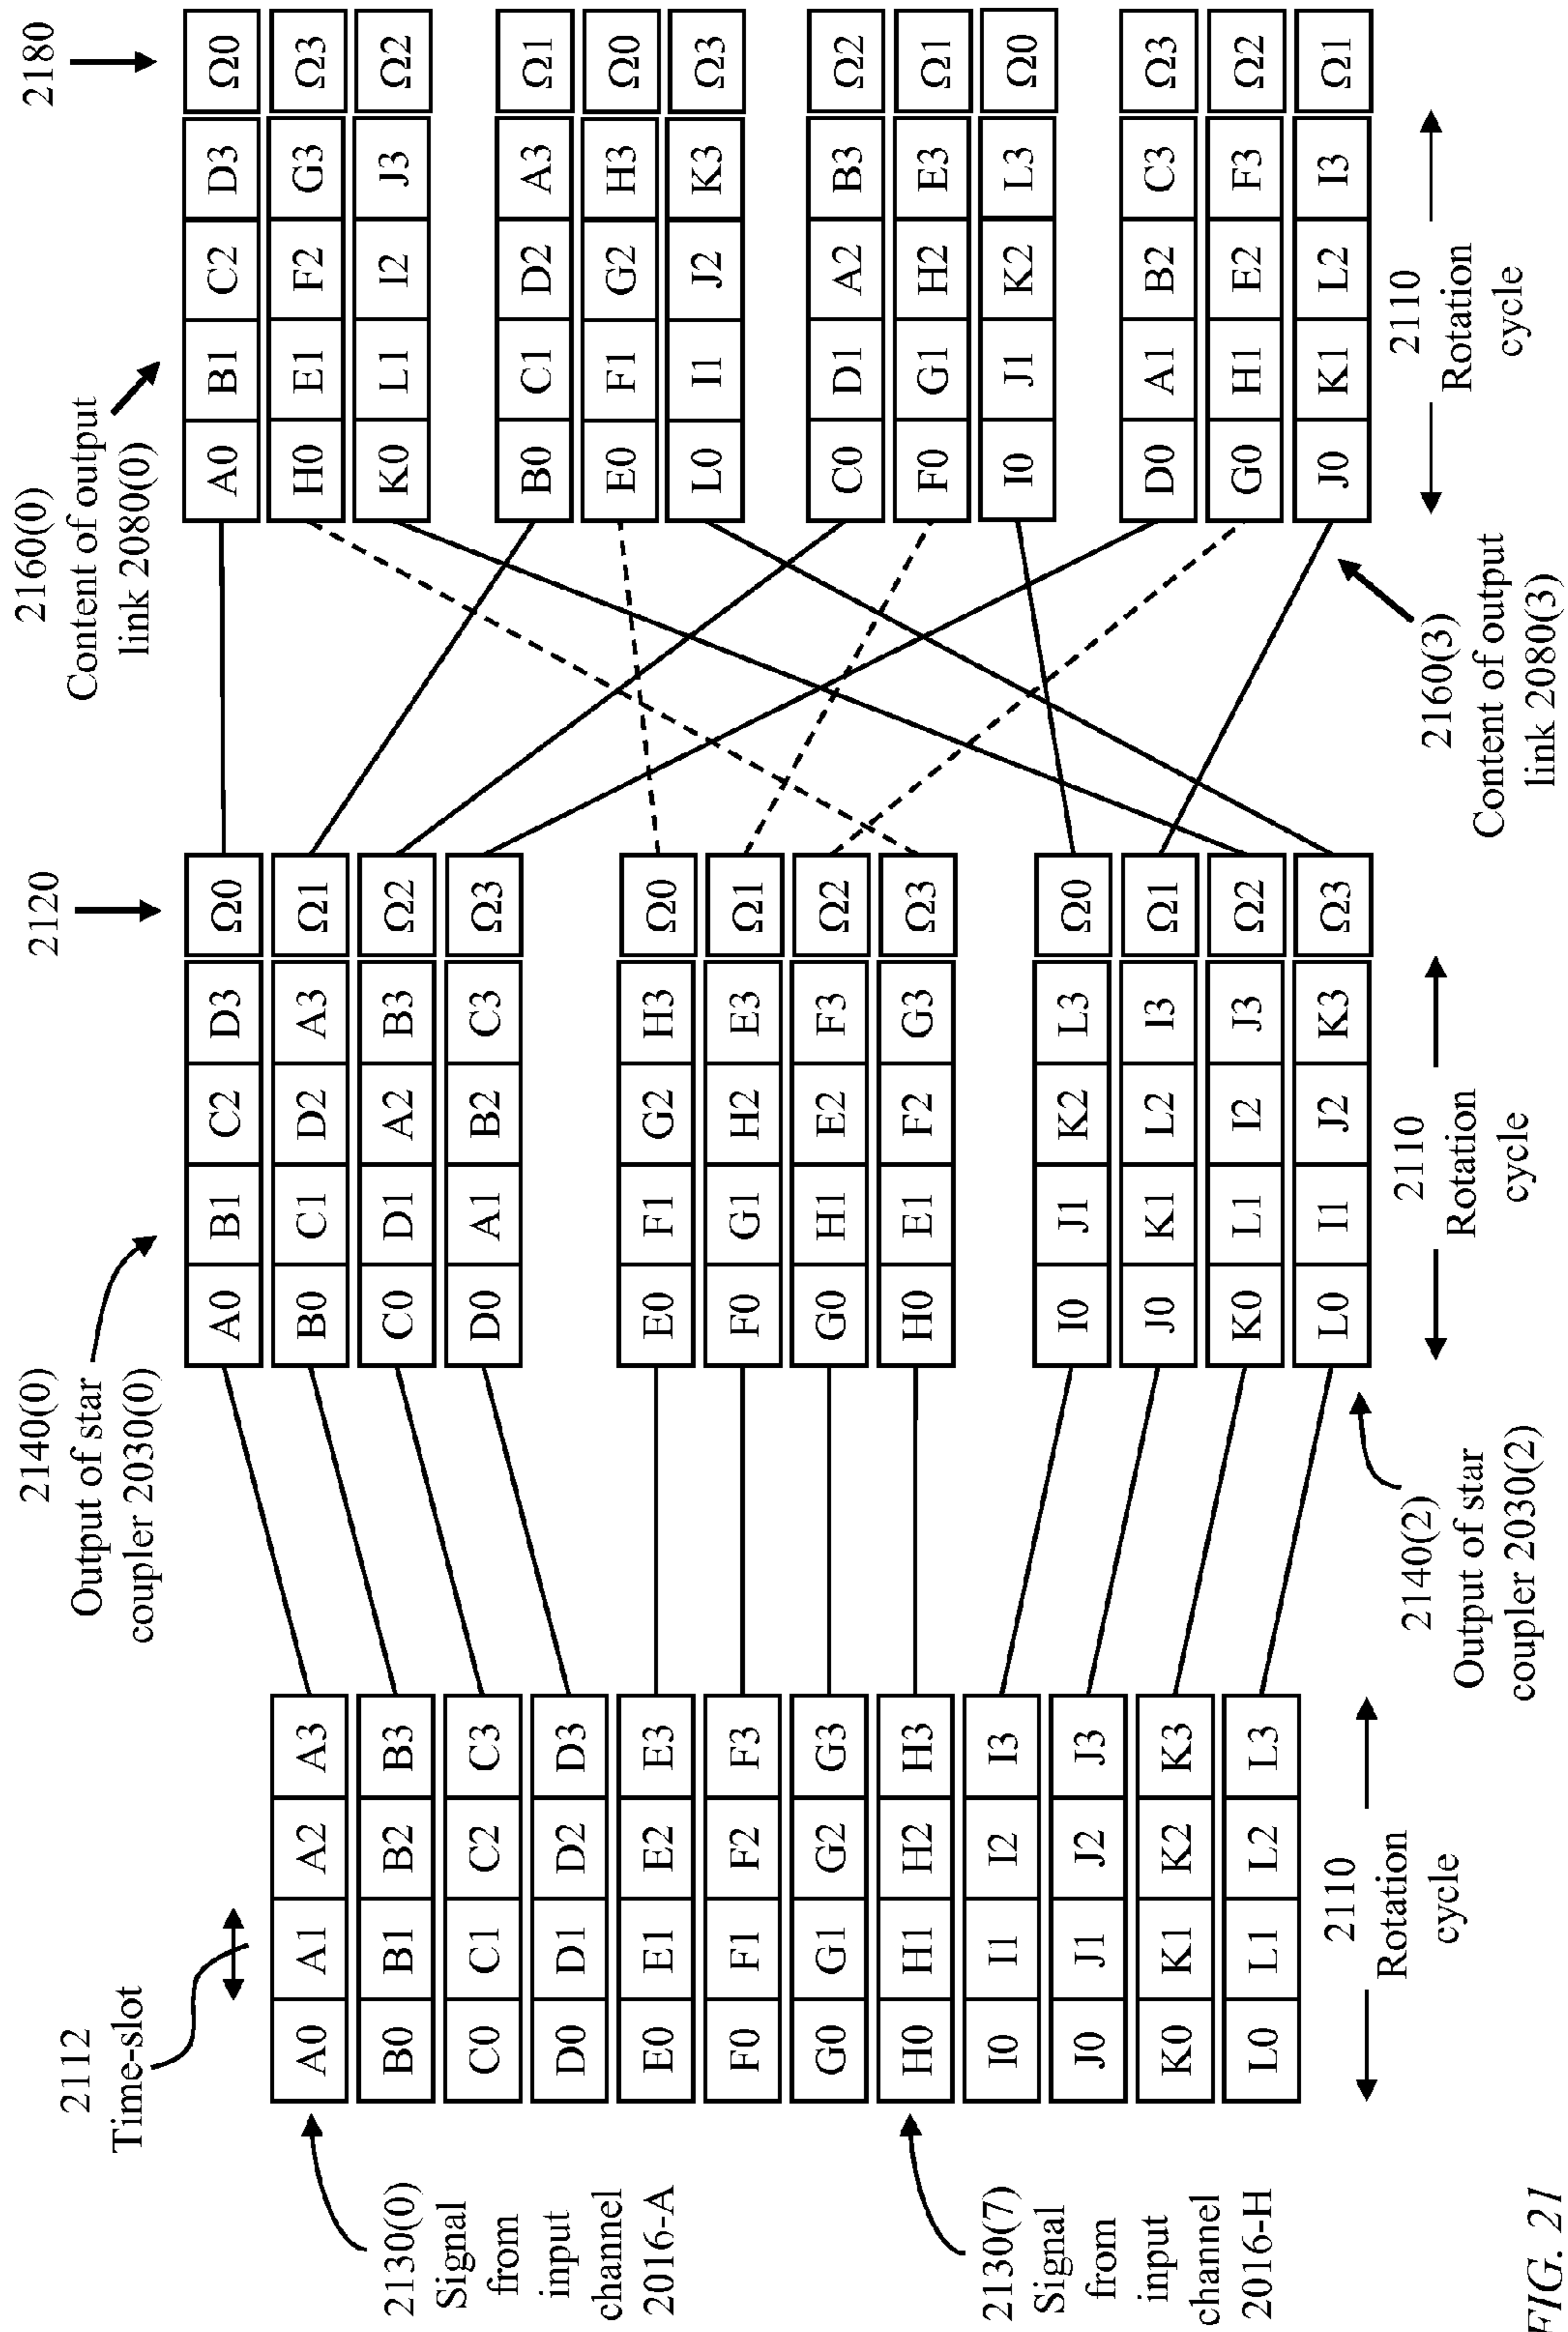 2112
Time-slot
2130(0)
Signal
from
input
channel
2016-A
2130(7)
Signal
from
input
channel
2016-H
A0 A1 A2 A3
B0 B1 B2 B3
C0 C1 C2 C3
D0 D1 D2 D3
E0 E1 E2 E3
F0 F1 F2 F3
G0 G1 G2 G3
H0 H1 H2 H3
I0 I1 I2 I3
J0 J1 J2 J3
K0 K1 K2 K3
L0 L1 L2 L3
2110
Rotation
cycle
2140(0)
Output of star
coupler 2030(0)
2120
A0 B1 C2 D3 Ω0
B0 C1 D2 A3 Ω1
C0 D1 A2 B3 Ω2
D0 A1 B2 C3 Ω3
E0 F1 G2 H3 Ω0
F0 G1 H2 E3 Ω1
G0 H1 E2 F3 Ω2
H0 E1 F2 G3 Ω3
I0 J1 K2 L3 Ω0
J0 K1 L2 I3 Ω1
K0 L1 I2 J3 Ω2
L0 I1 J2 K3 Ω3
2110
Rotation
cycle
2140(2)
Output of star
coupler 2030(2)
2160(0)
Content of output
link 2080(0)
2180
A0 B1 C2 D3 Ω0
H0 E1 F2 G3 Ω3
K0 L1 I2 J3 Ω2
B0 C1 D2 A3 Ω1
E0 F1 G2 H3 Ω0
L0 I1 J2 K3 Ω3
C0 D1 A2 B3 Ω2
F0 G1 H2 E3 Ω1
I0 J1 K2 L3 Ω0
D0 A1 B2 C3 Ω3
G0 H1 E2 F3 Ω2
J0 K1 L2 I3 Ω1
2110
Rotation
cycle
2160(3)
Content of output
link 2080(3)
FIG. 21